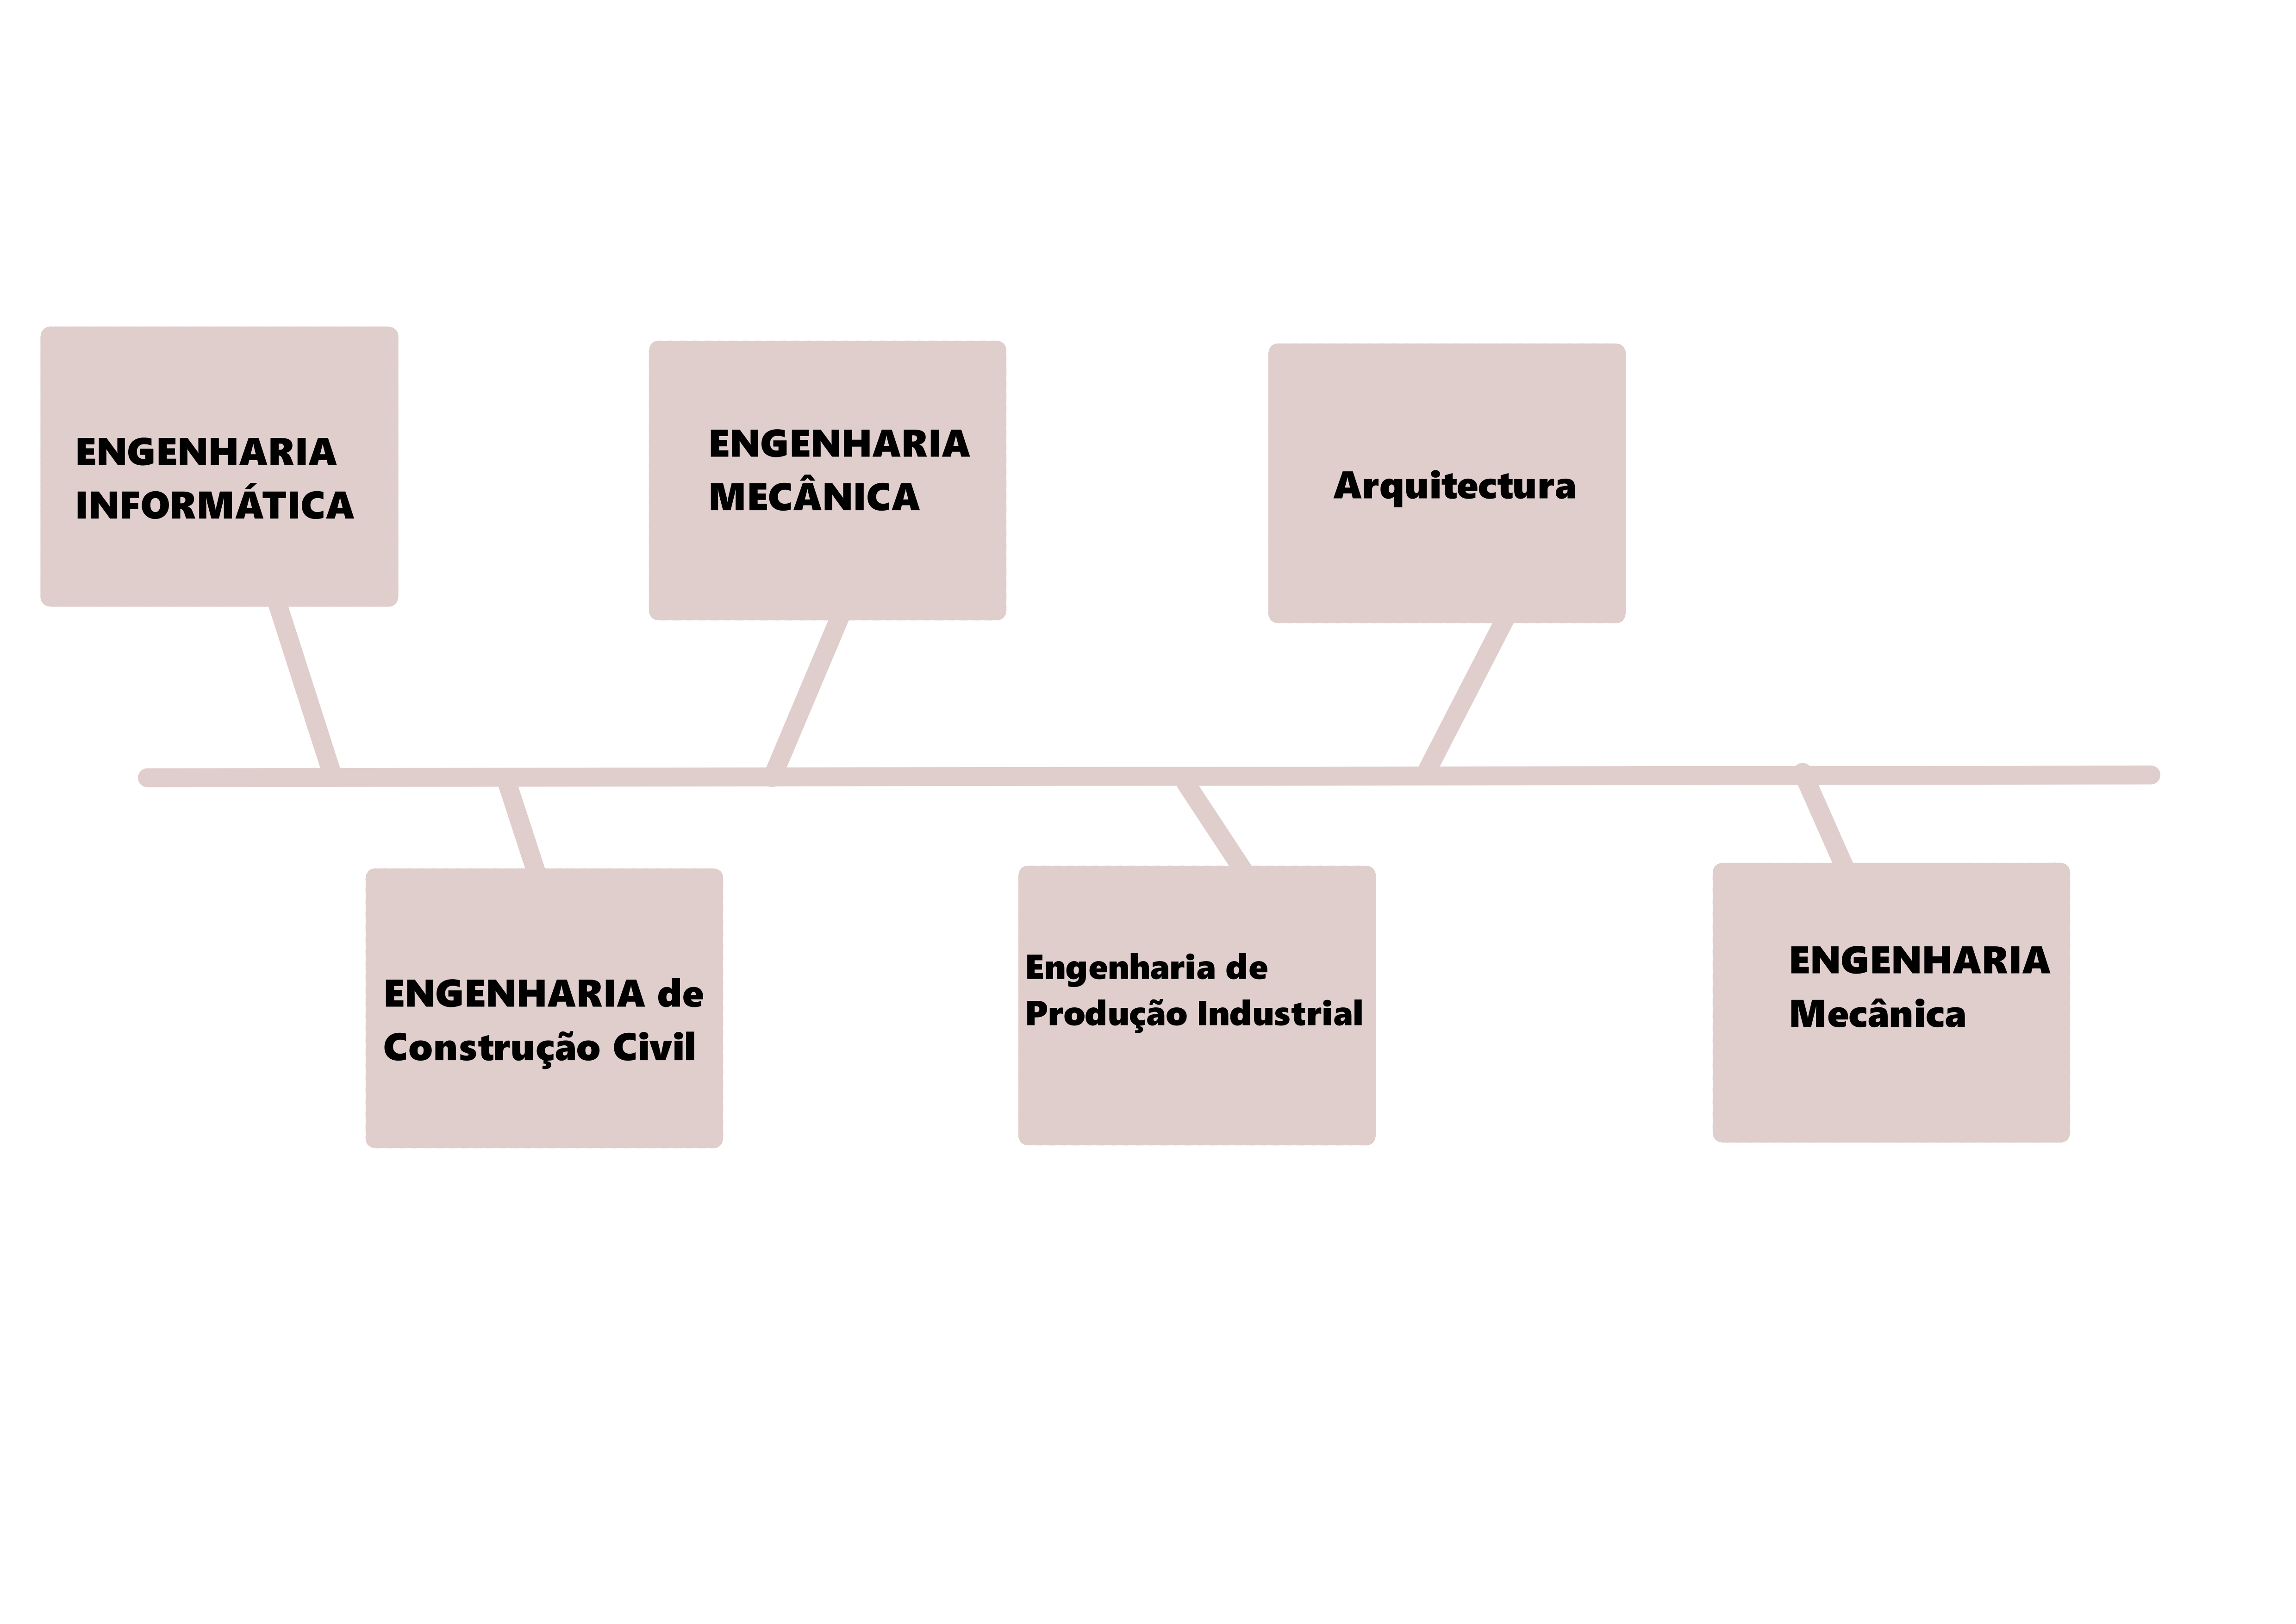 ENGENHARIA
INFORMÁTICA
ENGENHARIA
MECÂNICA
Arquitectura
ENGENHARIA de
Construção Civil
Engenharia de
Produção Industrial
ENGENHARIA
Mecânica